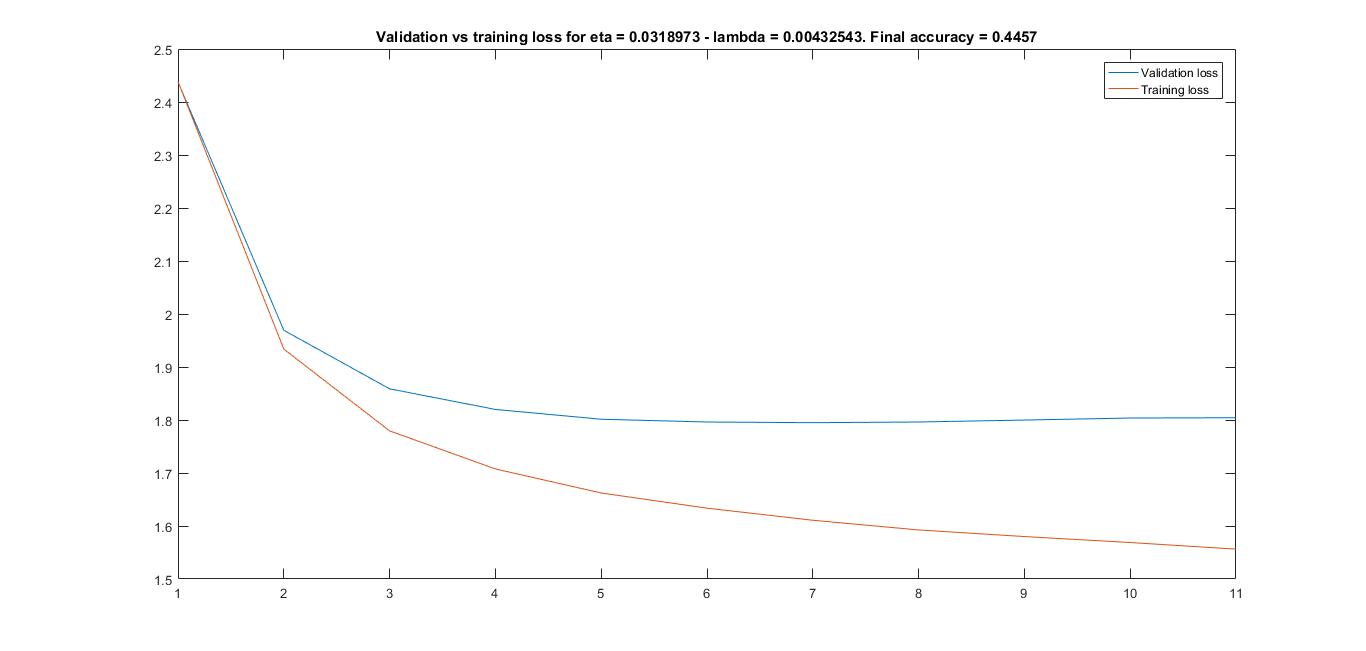 Validation vs training loss for eta = 0.0318973 - lambda = 0.00432543. Final accuracy = 0.4457
2.5
Validation loss
Training loss
2.4
2.3
2.2
2.1
2
1.9
1.8
1.7
1.6
1.5
1 2 3 4 5 6 7 8 9 10 11